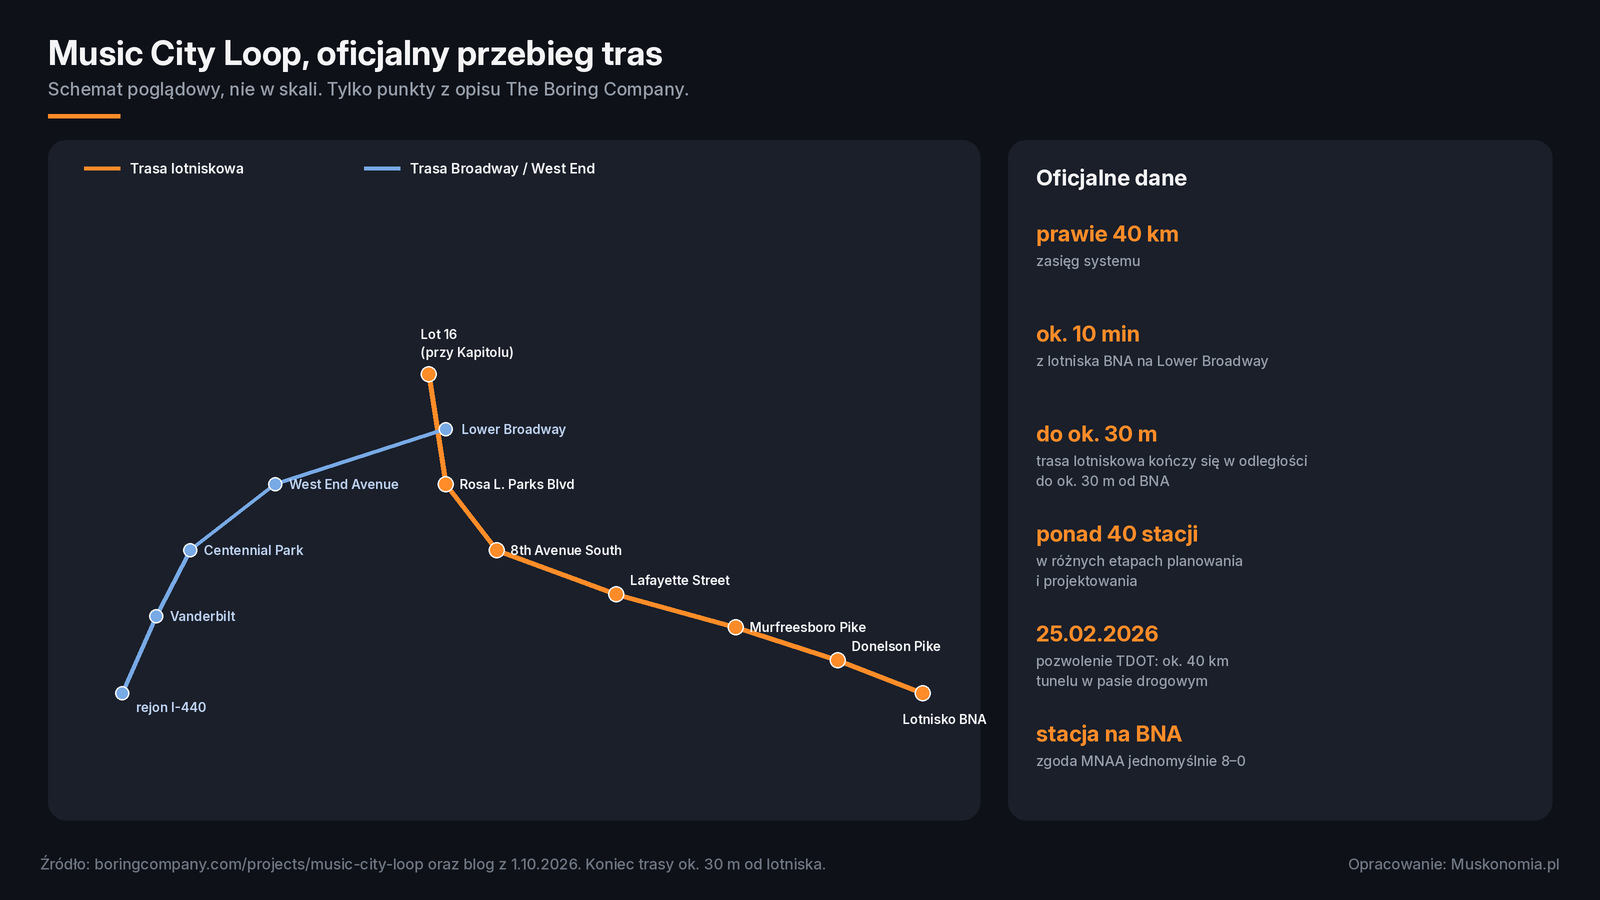 Music City Loop, oficjalny przebieg tras
Schemat poglądowy, nie w skali. Tylko punkty z opisu The Boring Company.
Trasa lotniskowa
Trasa Broadway / West End
Lot 16
(przy Kapitolu)
Lower Broadway
West End Avenue
Rosa L. Parks Blvd
Centennial Park
8th Avenue South
Lafayette Street
Vanderbilt
Murfreesboro Pike
Donelson Pike
rejon I-440
Lotnisko BNA
Oficjalne dane
prawie 40 km
zasięg systemu
ok. 10 min
z lotniska BNA na Lower Broadway
do ok. 30 m
trasa lotniskowa kończy się w odległości
do ok. 30 m od BNA
ponad 40 stacji
w różnych etapach planowania
i projektowania
25.02.2026
pozwolenie TDOT: ok. 40 km
tunelu w pasie drogowym
stacja na BNA
zgoda MNAA jednomyślnie 8–0
Źródło: boringcompany.com/projects/music-city-loop oraz blog z 1.10.2026. Koniec trasy ok. 30 m od lotniska.
Opracowanie: Muskonomia.pl